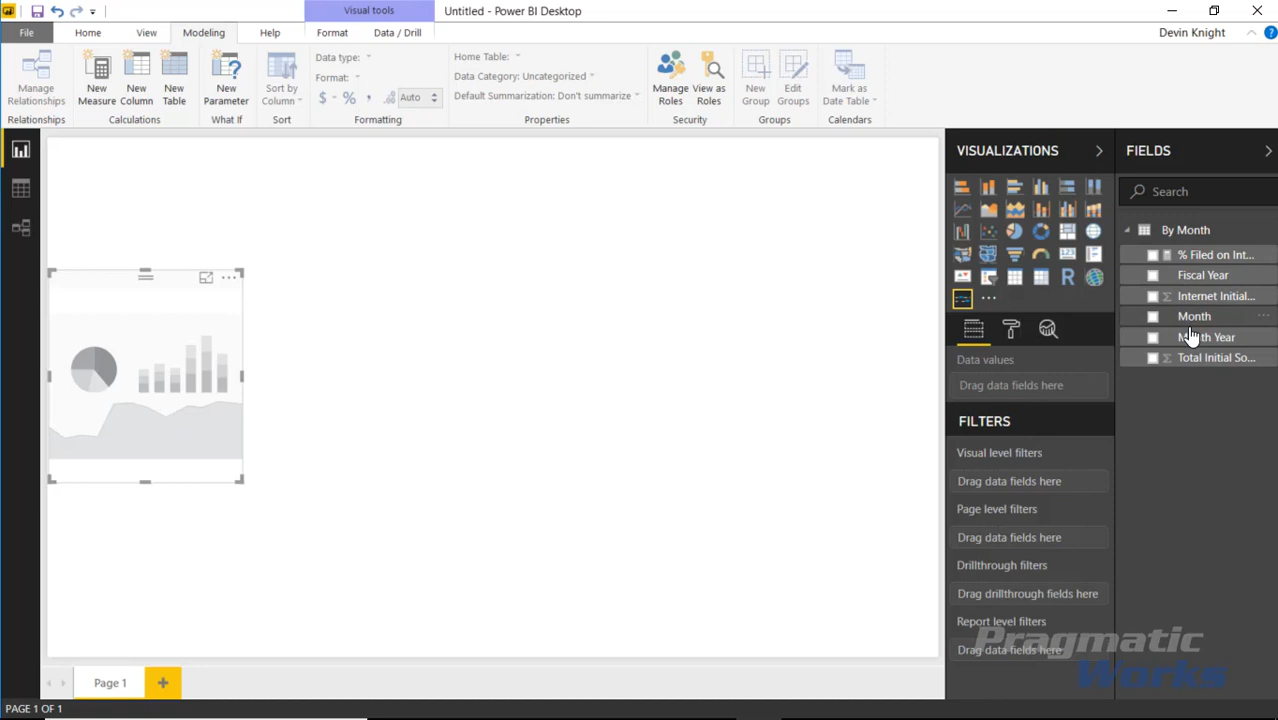 Visual tools
Untitled - Power BI Desktop
File
Home
View
Modeling
Help
Format
Data / Drill
Devin Knight
?
Manage
Relationships
New
Measure
New
Column
New
Table
New
Parameter
Sort by
Column
Data type:
Format:
$ % , .00 Auto
Home Table:
Data Category: Uncategorized
Default Summarization: Don't summarize
Manage
Roles
View as
Roles
New
Group
Edit
Groups
Mark as
Date Table
Relationships
Calculations
What If
Sort
Formatting
Properties
Security
Groups
Calendars
VISUALIZATIONS
FIELDS
Search
By Month
% Filed on Int...
Fiscal Year
Internet Initial...
Month
Year
Total Initial So...
123
R
Data values
Drag data fields here
FILTERS
Visual level filters
Drag data fields here
Page level filters
Drag data fields here
Drillthrough filters
Drag drillthrough fields here
Report level filters
Drag data fields here
Pragmatic
Works
Page 1
PAGE 1 OF 1